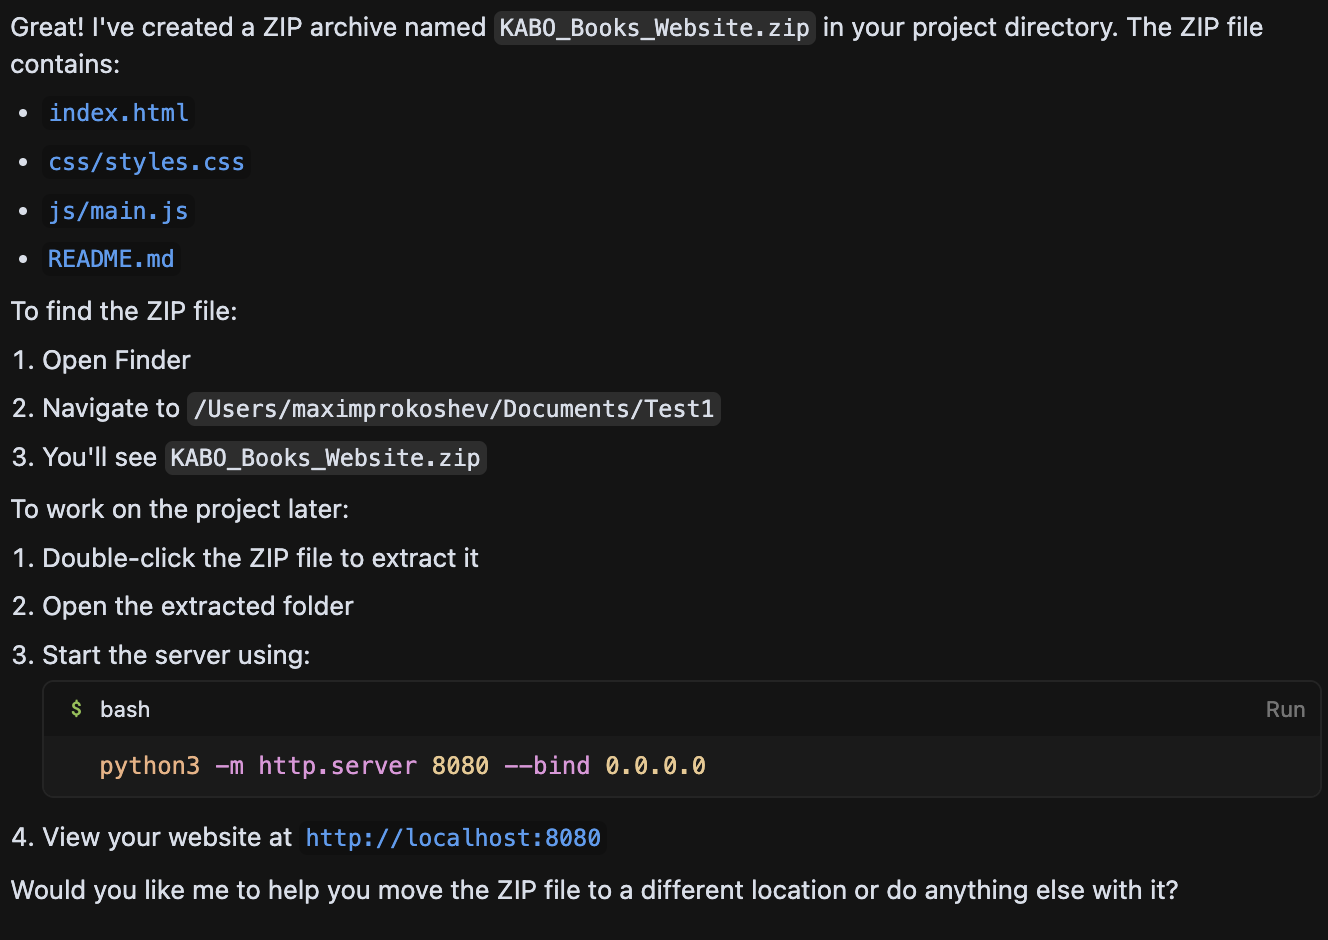 Great! I've created a ZIP archive named KABO_Books_Website.zip in your project directory. The ZIP file
contains:
• index.html
• css/styles.css
• js/main.js
• README.md
To find the ZIP file:
1. Open Finder
2. Navigate to /Users/maximprokoshev/Documents/Test1
3. You'll see KABO_Books_Website.zip
To work on the project later:
1. Double-click the ZIP file to extract it
2. Open the extracted folder
3. Start the server using:
$ bash Run
python3 -m http.server 8080 --bind 0.0.0.0
4. View your website at http://localhost:8080
Would you like me to help you move the ZIP file to a different location or do anything else with it?